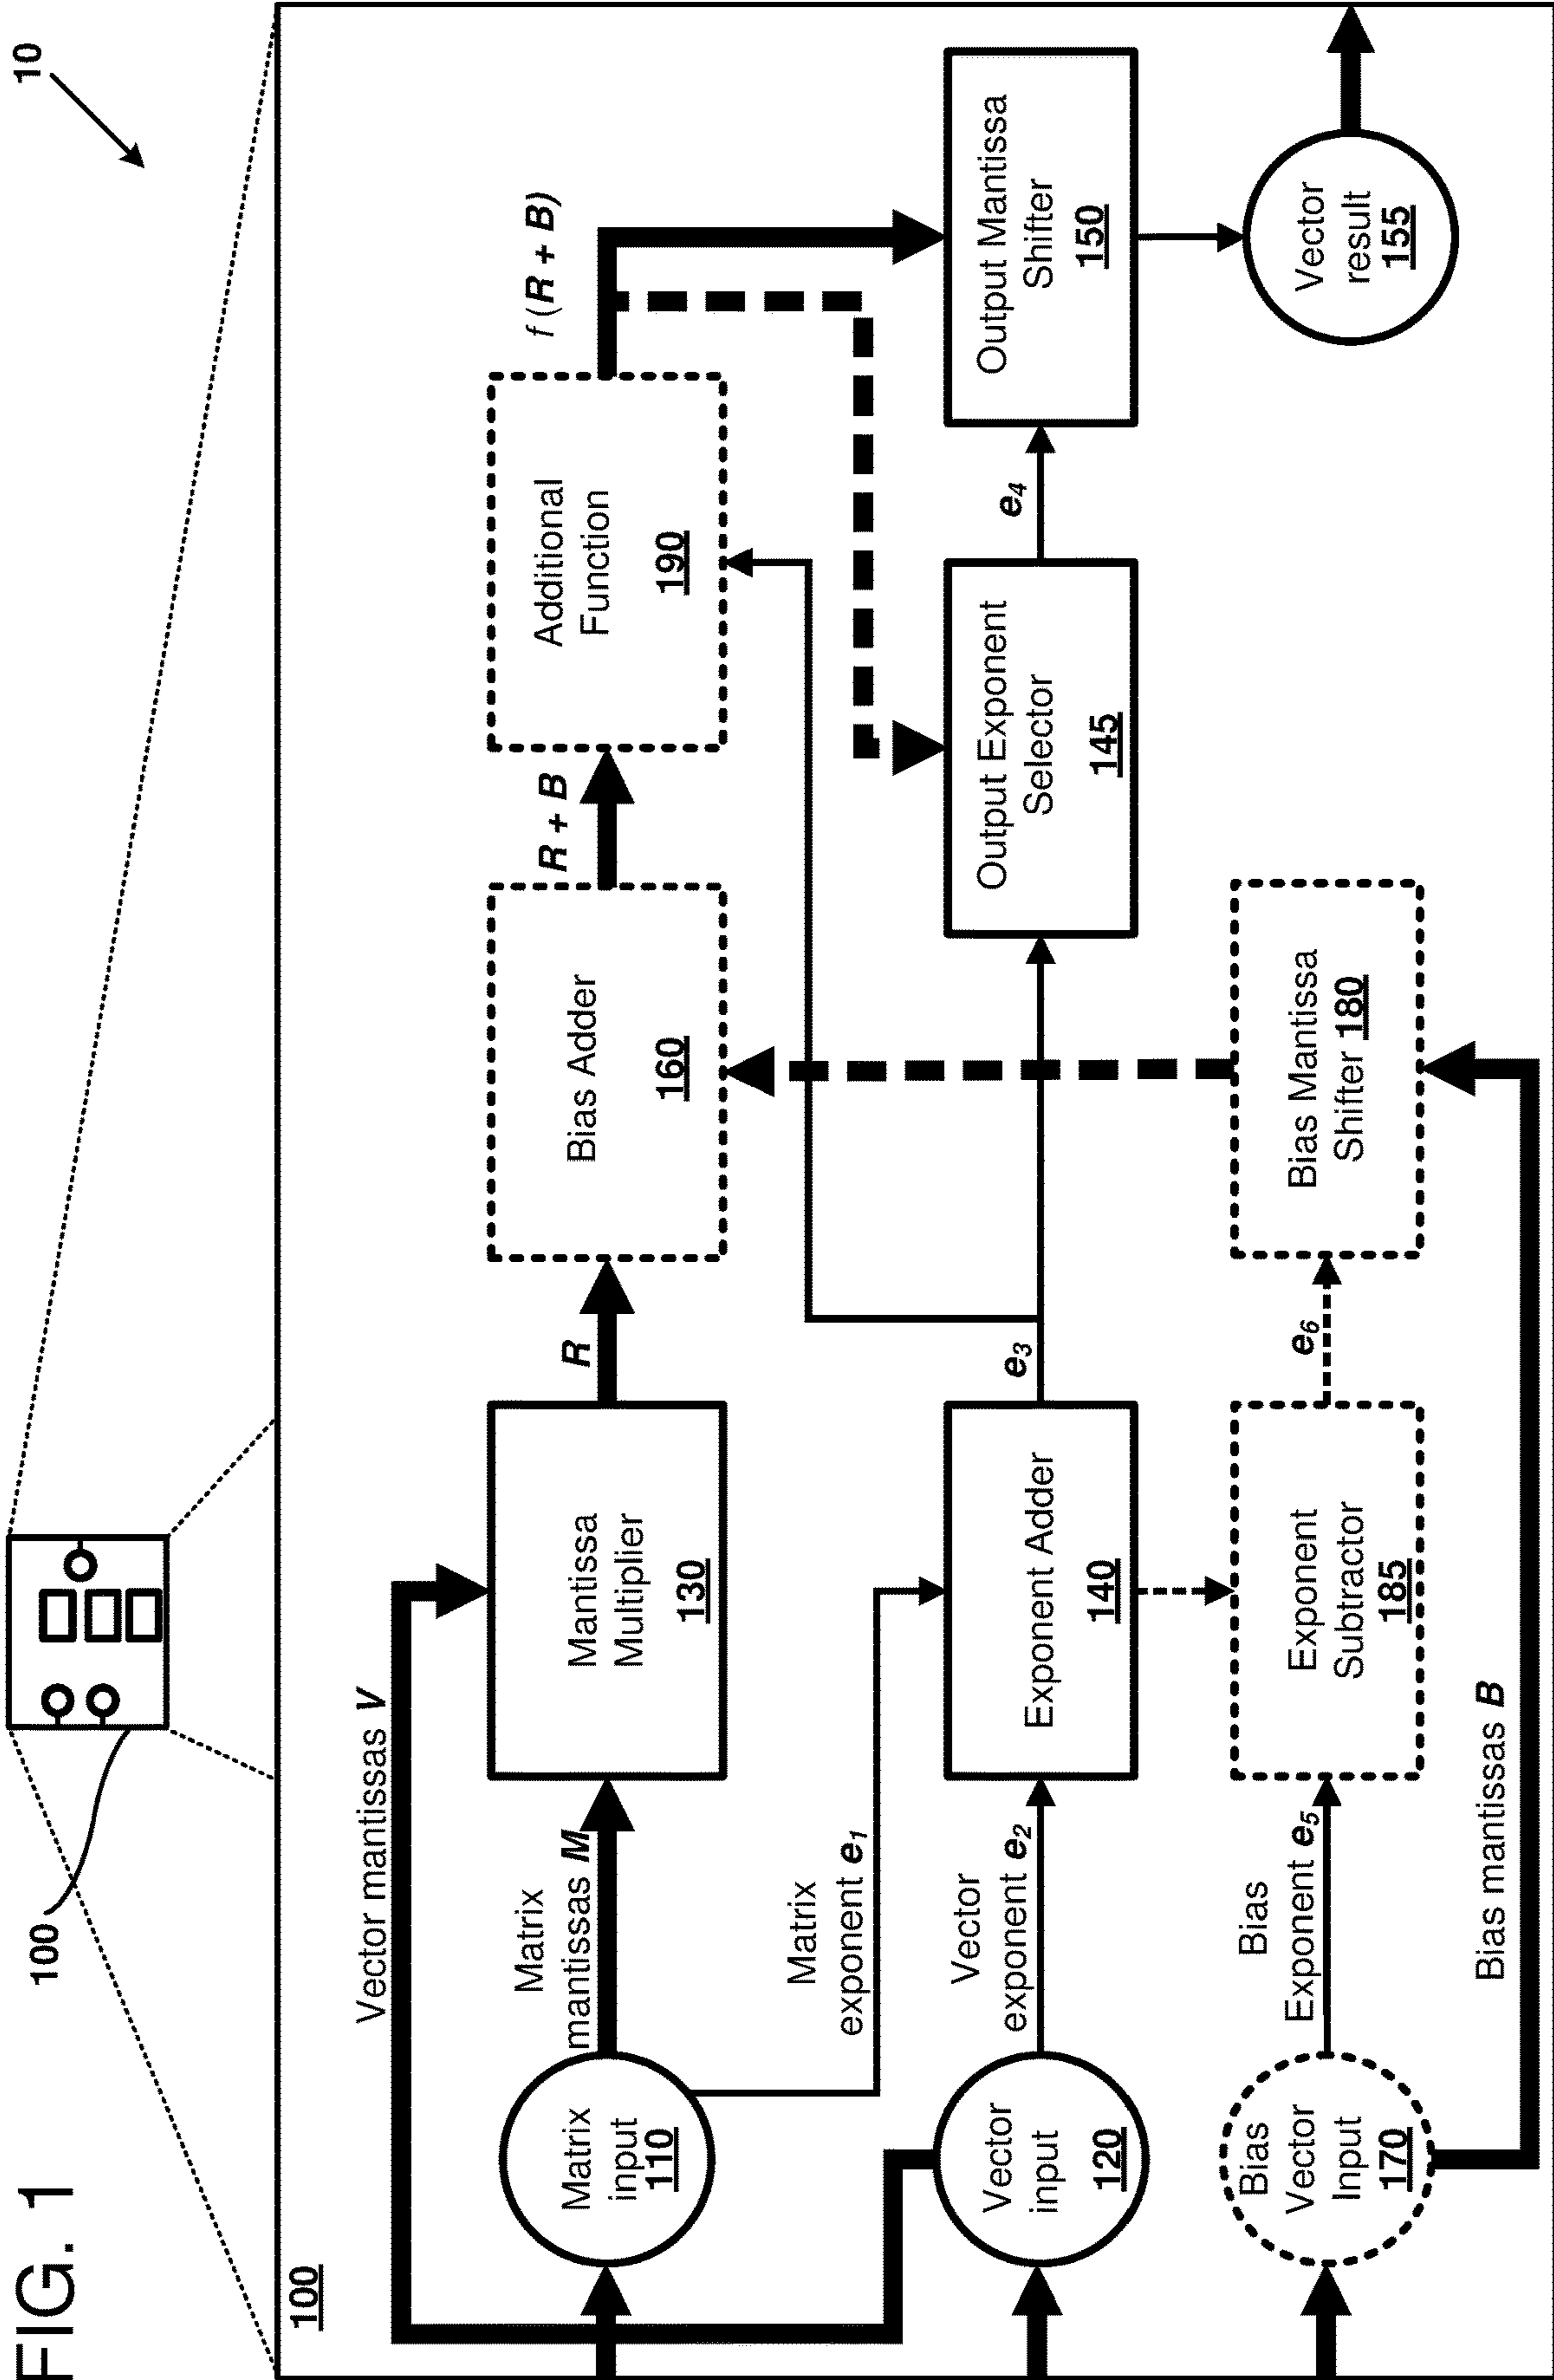 FIG. 1
10
100
100
Vector mantissas V
Matrix
input
110
Matrix
mantissas M
Mantissa
Multiplier
130
R
Bias Adder
160
R + B
Additional
Function
190
f (R + B)
Matrix
exponent e1
Vector
input
120
Vector
exponent e2
Exponent Adder
140
e3
Output Exponent
Selector
145
e4
Output Mantissa
Shifter
150
Bias
Vector
Input
170
Bias
Exponent e5
Exponent
Subtractor
185
e6
Bias Mantissa
Shifter 180
Vector
result
155
Bias mantissas B